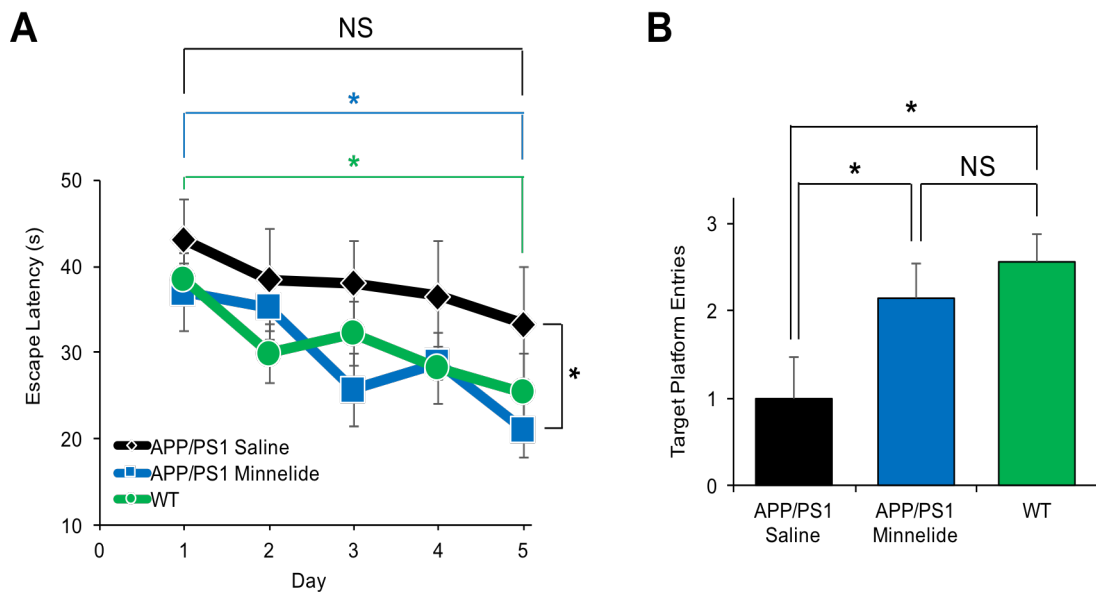 A
NS
*
*
50
40
30
20
10
Escape Latency (s)
*
APP/PS1 Saline
APP/PS1 Minnelide
WT
0 1 2 3 4 5
Day
B
*
* NS
3
2
1
0
Target Platform Entries
APP/PS1 Saline
APP/PS1 Minnelide
WT